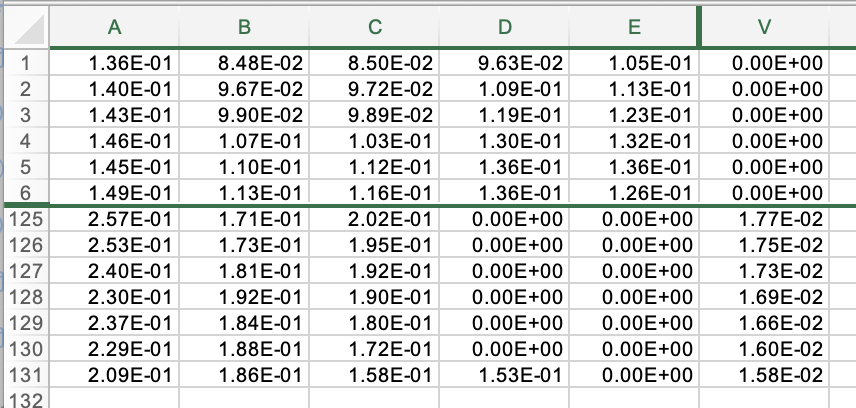 A B C D E V
1 1.36E-01 8.48E-02 8.50E-02 9.63E-02 1.05E-01 0.00E+00
2 1.40E-01 9.67E-02 9.72E-02 1.09E-01 1.13E-01 0.00E+00
3 1.43E-01 9.90E-02 9.89E-02 1.19E-01 1.23E-01 0.00E+00
4 1.46E-01 1.07E-01 1.03E-01 1.30E-01 1.32E-01 0.00E+00
5 1.45E-01 1.10E-01 1.12E-01 1.36E-01 1.36E-01 0.00E+00
6 1.49E-01 1.13E-01 1.16E-01 1.36E-01 1.26E-01 0.00E+00
125 2.57E-01 1.71E-01 2.02E-01 0.00E+00 0.00E+00 1.77E-02
126 2.53E-01 1.73E-01 1.95E-01 0.00E+00 0.00E+00 1.75E-02
127 2.40E-01 1.81E-01 1.92E-01 0.00E+00 0.00E+00 1.73E-02
128 2.30E-01 1.92E-01 1.90E-01 0.00E+00 0.00E+00 1.69E-02
129 2.37E-01 1.84E-01 1.80E-01 0.00E+00 0.00E+00 1.66E-02
130 2.29E-01 1.88E-01 1.72E-01 0.00E+00 0.00E+00 1.60E-02
131 2.09E-01 1.86E-01 1.58E-01 1.53E-01 0.00E+00 1.58E-02
132